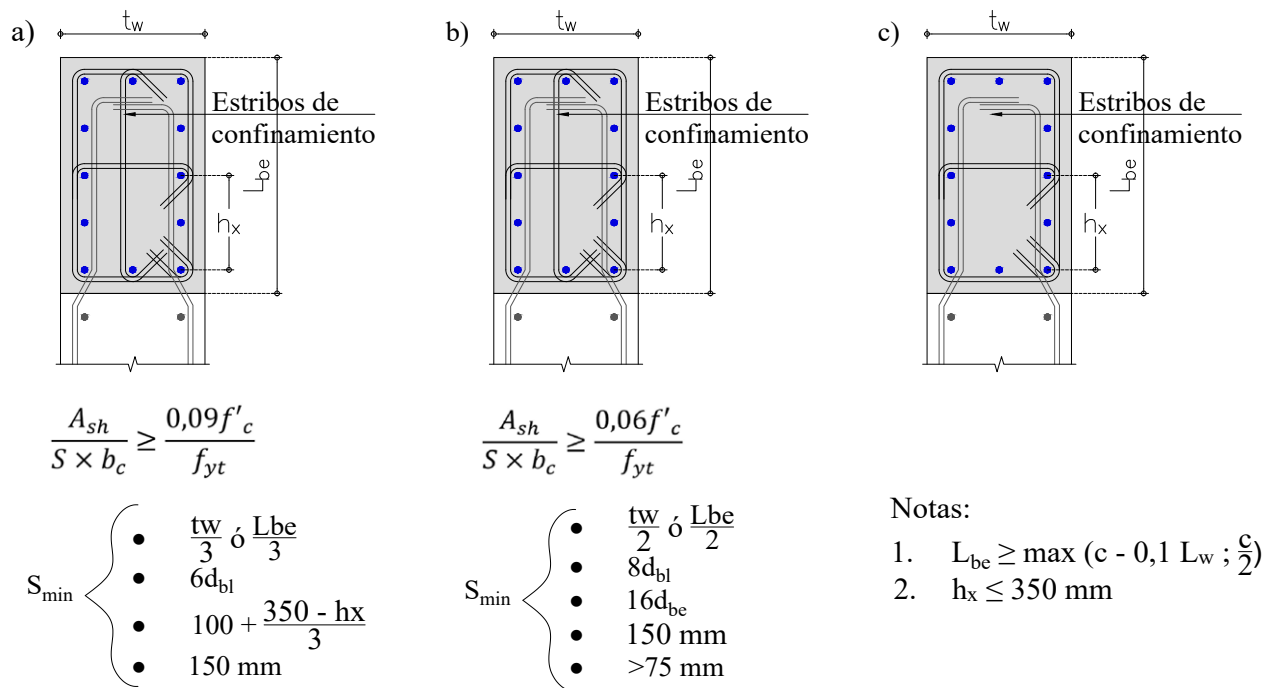 a)
t_w
Estribos de
confinamiento
L_be
h_x
A_sh / (S × b_c) ≥ 0,09f'_c / f_yt
S_min
• tw/3 ó Lbe/3
• 6d_bl
• 100 + (350 - hx)/3
• 150 mm
b)
t_w
Estribos de
confinamiento
L_be
h_x
A_sh / (S × b_c) ≥ 0,06f'_c / f_yt
S_min
• tw/2 ó Lbe/2
• 8d_bl
• 16d_be
• 150 mm
• >75 mm
c)
t_w
Estribos de
confinamiento
L_be
h_x
Notas:
1. L_be ≥ max (c - 0,1 L_w ; c/2)
2. h_x ≤ 350 mm